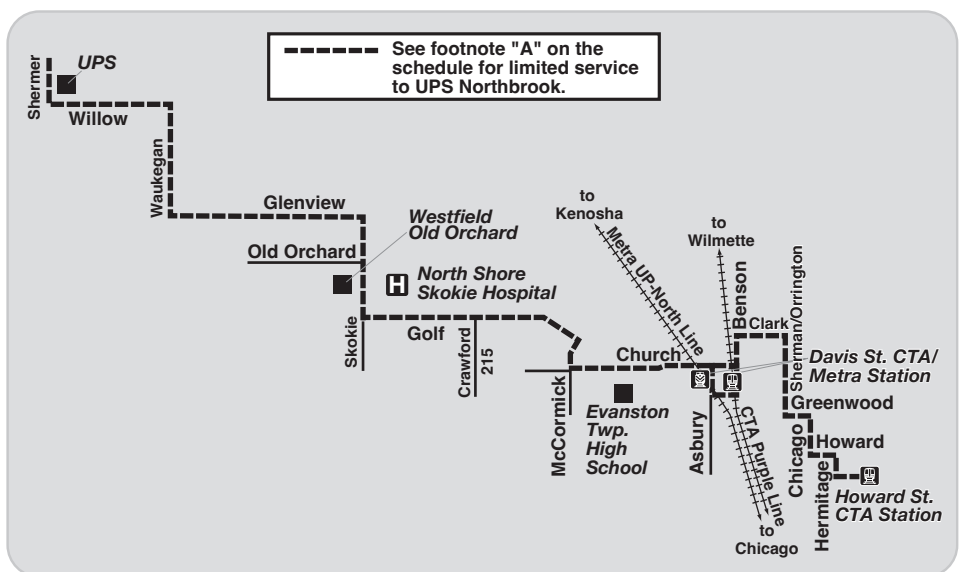 See footnote "A" on the
schedule for limited service
to UPS Northbrook.
Shermer
UPS
Willow
Waukegan
Glenview
Westfield
Old Orchard
Old Orchard
H
North Shore
Skokie Hospital
Skokie
Golf
Crawford
215
to
Kenosha
Metra UP-North Line
to
Wilmette
Benson
Clark
Sherman/Orrington
Church
Davis St. CTA/
Metra Station
McCormick
Evanston
Twp.
High
School
Asbury
CTA Purple Line
to
Chicago
Greenwood
Chicago
Howard
Hermitage
Howard St.
CTA Station